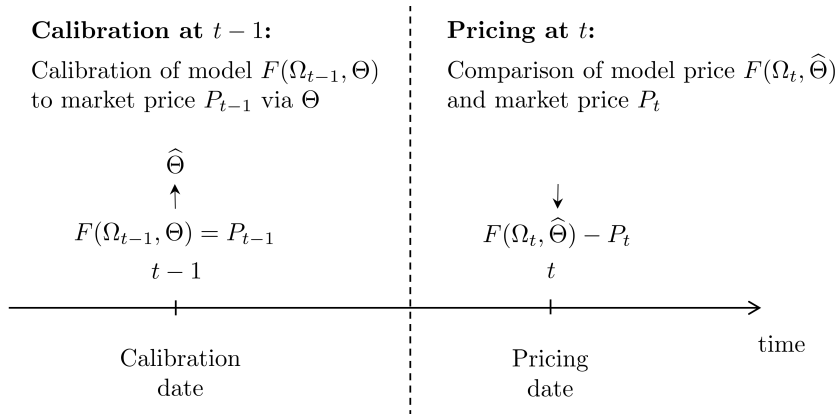 Calibration at t − 1:
Calibration of model F(Ω_{t−1}, Θ)
to market price P_{t−1} via Θ
Θ̂
F(Ω_{t−1}, Θ) = P_{t−1}
t − 1
Calibration
date
Pricing at t:
Comparison of model price F(Ω_t, Θ̂)
and market price P_t
F(Ω_t, Θ̂) − P_t
t
Pricing
date
time